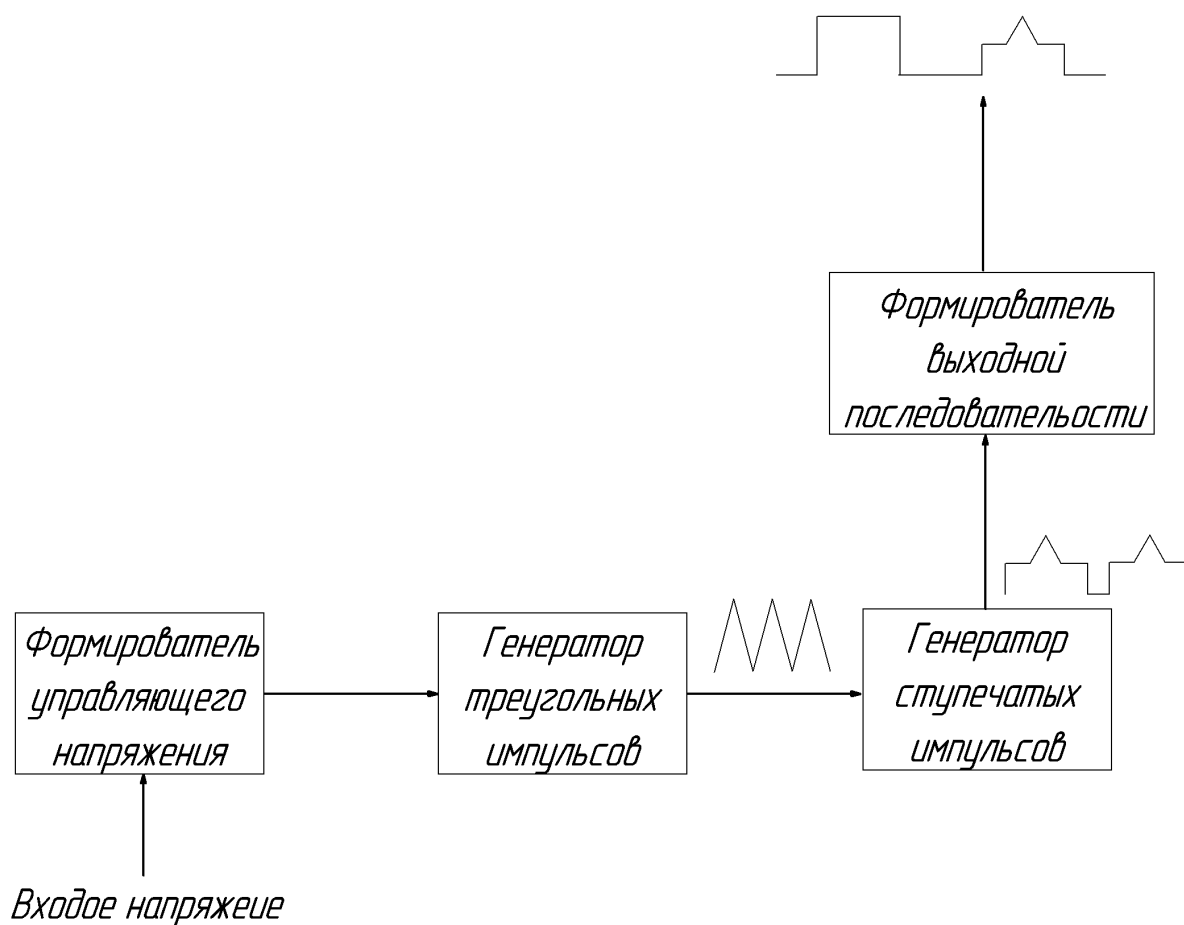 Формирователь
выходной
последовательости
Формирователь
управляющего
напряжения
Генератор
треугольных
импульсов
Генератор
ступечатых
импульсов
Входое напряжеие